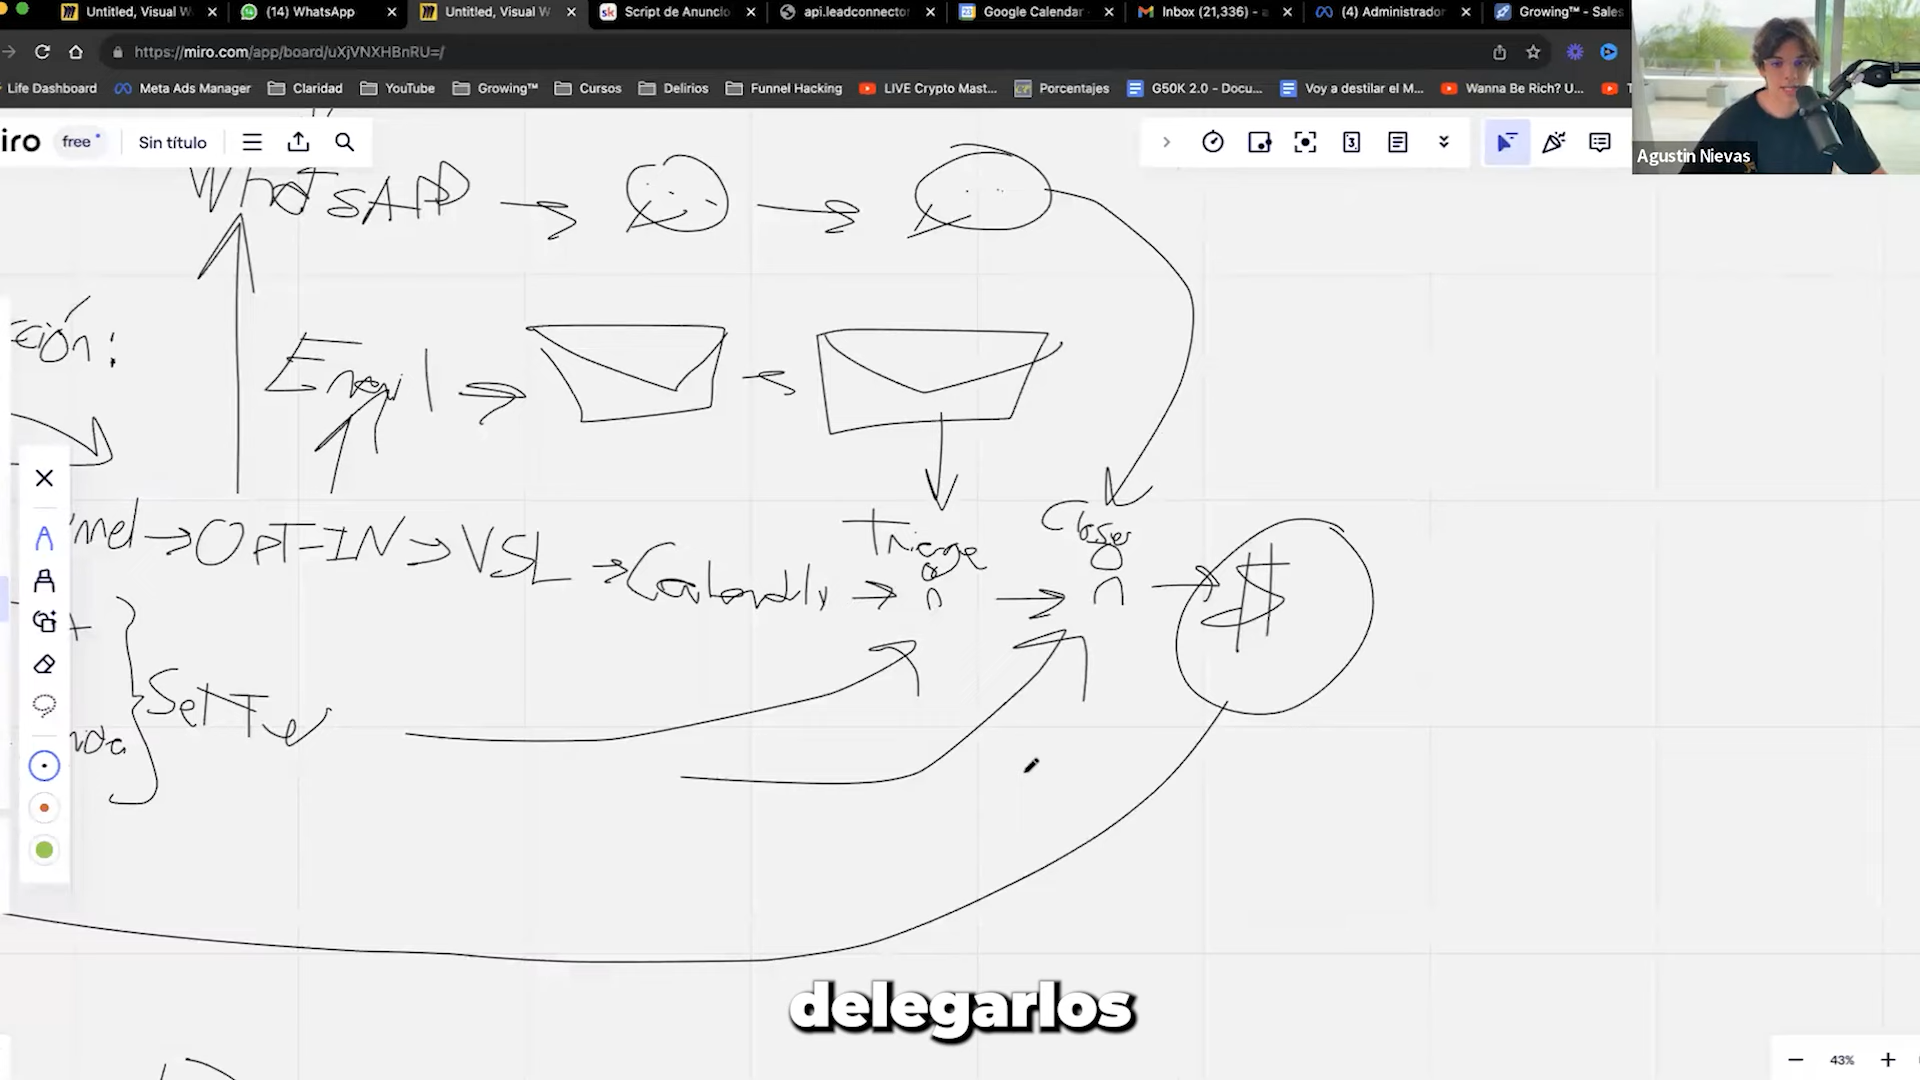 Untitled, Visual W
(14) WhatsApp
Untitled, Visual W
Script de Anuncio
api.leadconnector
Google Calendar -
Inbox (21,336) - a
(4) Administrador
Growing™ - Sales
https://miro.com/app/board/uXjVNXHBnRU=/
Life Dashboard
Meta Ads Manager
Claridad
YouTube
Growing™
Cursos
Delirios
Funnel Hacking
LIVE Crypto Mast...
Porcentajes
G50K 2.0 - Docu...
Voy a destilar el M...
Wanna Be Rich? U...
iro
free
Sin título
3
Agustin Nievas
WhatsAPP
ción:
Email
nnel → OPT-IN → VSL → Calendly →
Triage
Closer
$
Setter
delegarlos
43%